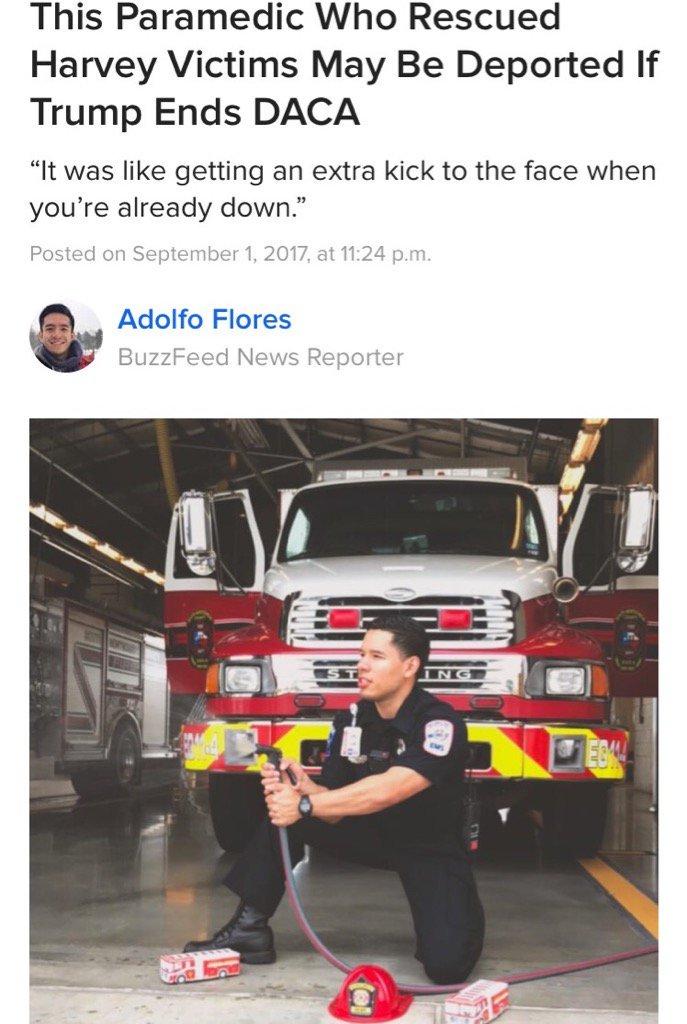 This Paramedic Who Rescued
Harvey Victims May Be Deported If
Trump Ends DACA
“It was like getting an extra kick to the face when
you’re already down.”
Posted on September 1, 2017, at 11:24 p.m.
Adolfo Flores
BuzzFeed News Reporter
EMS